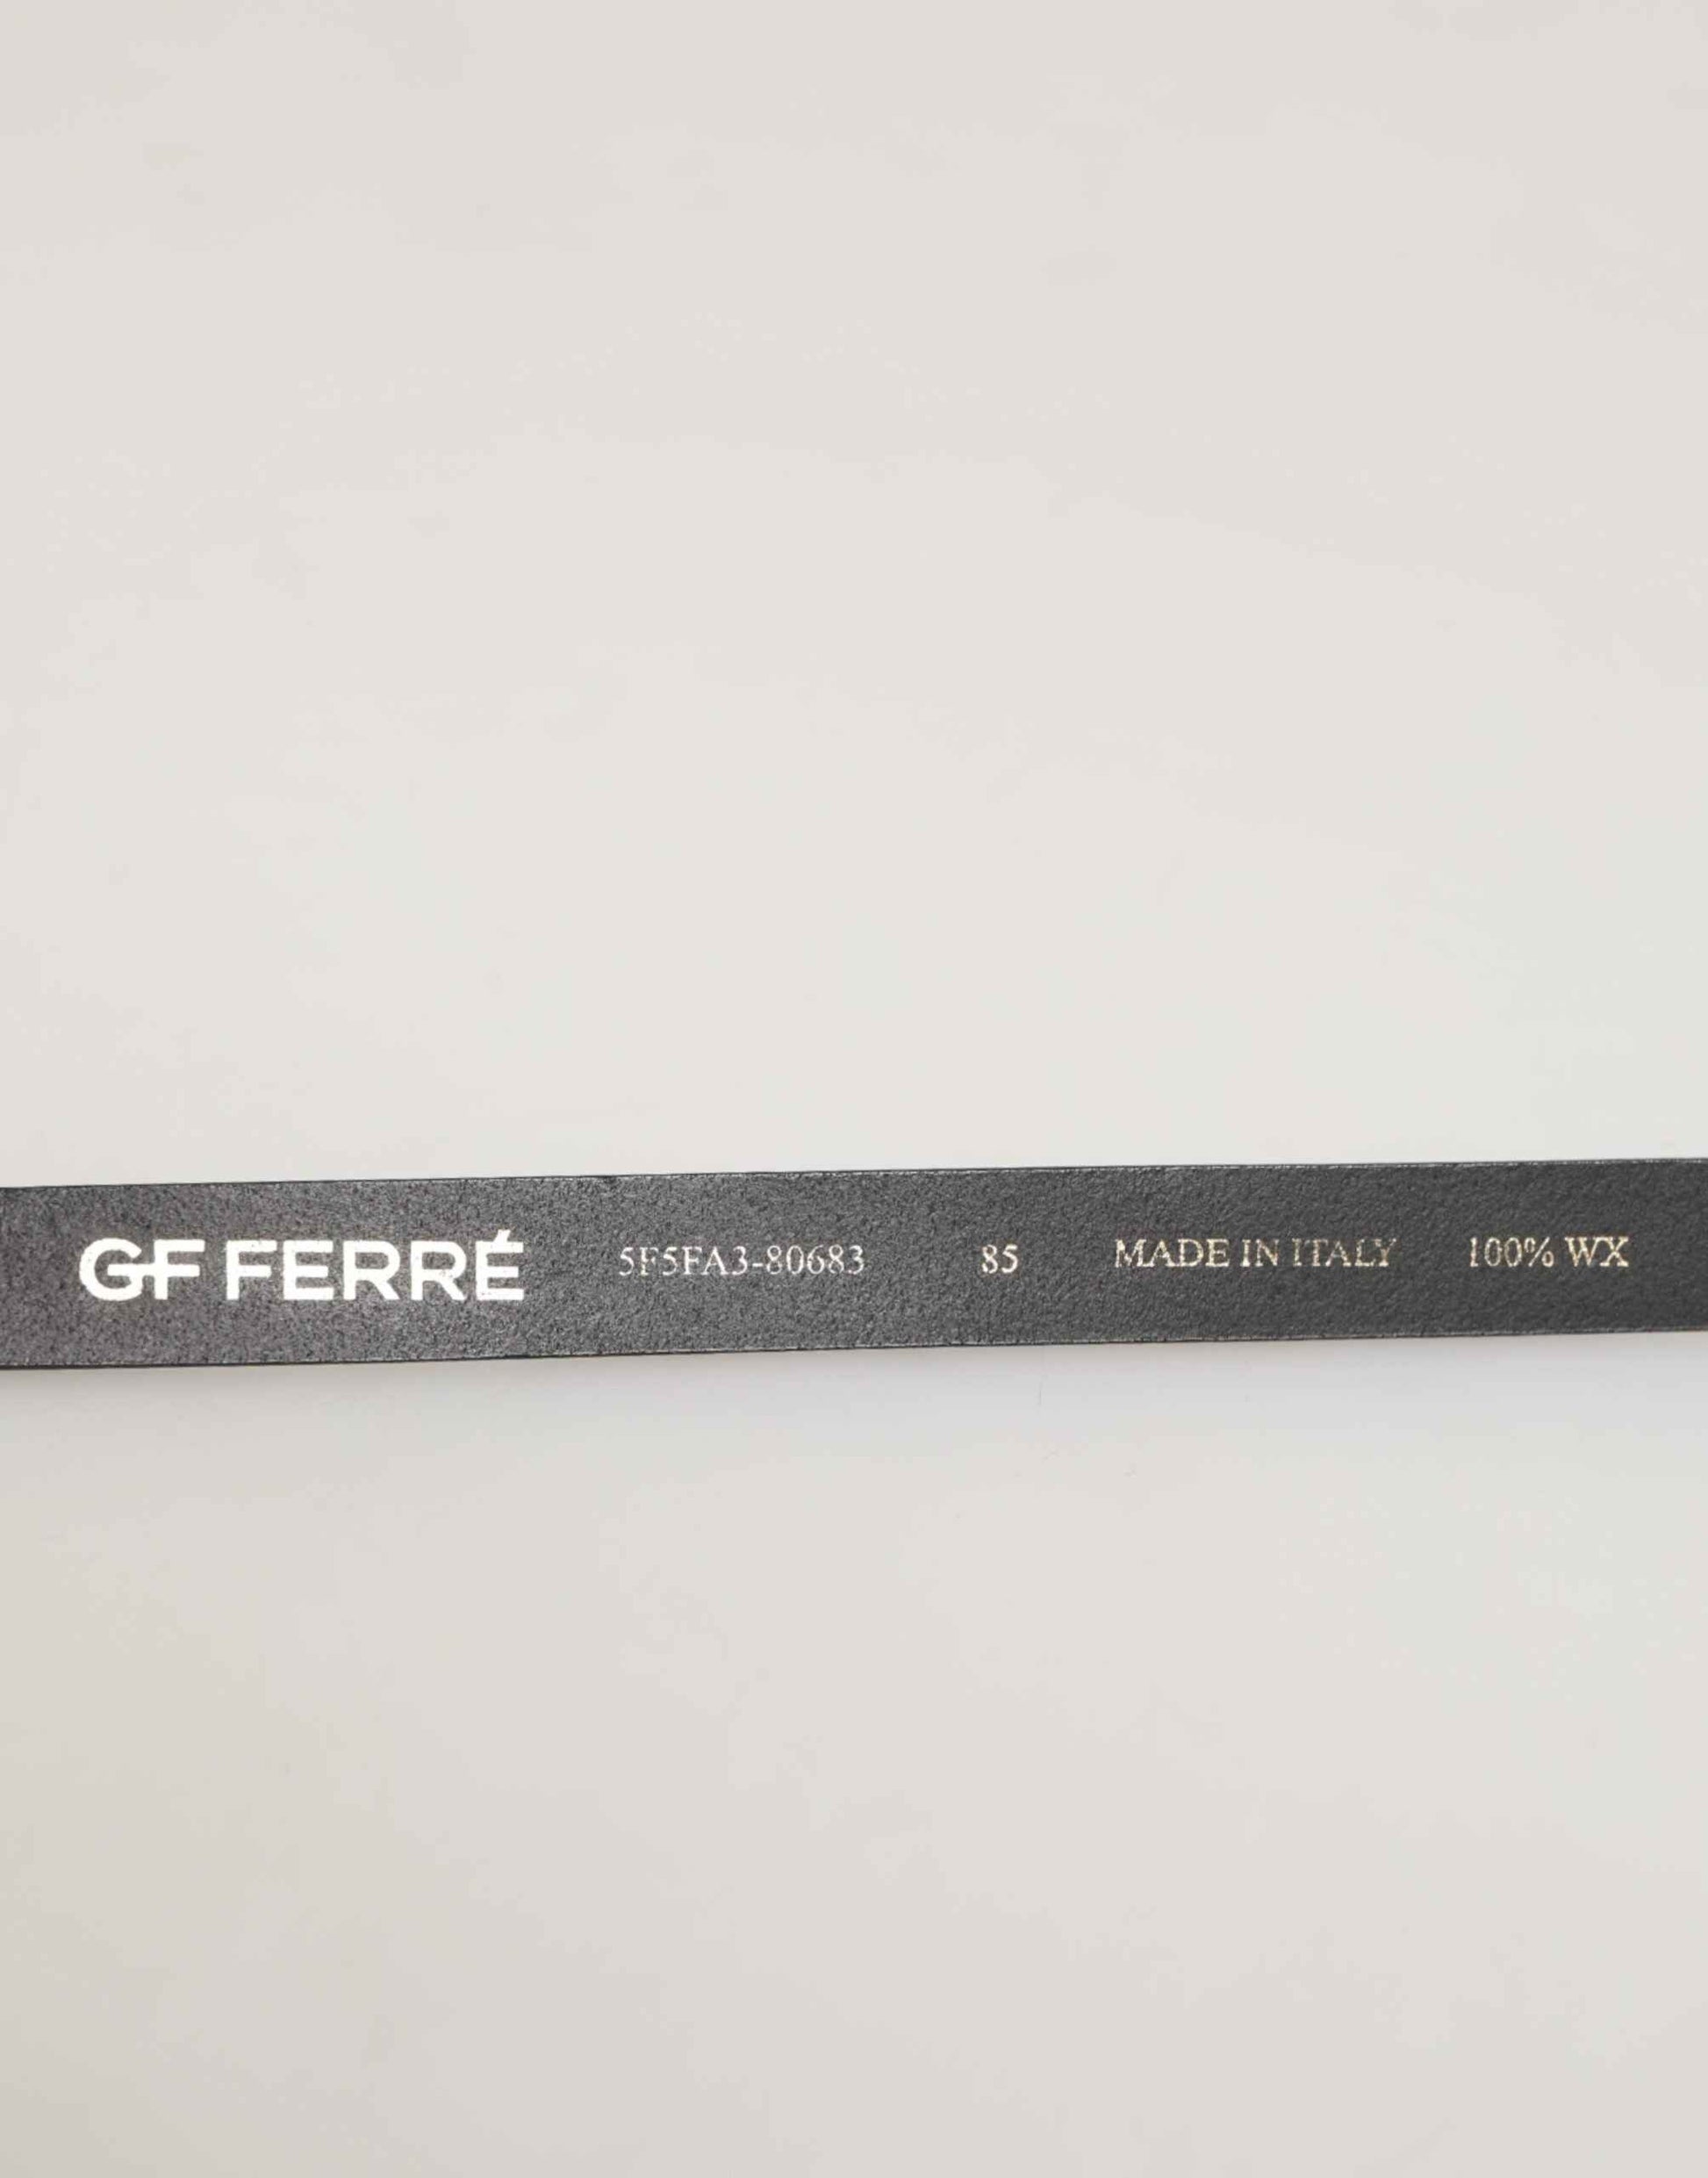 GF FERRÉ 5F5FA3-80683 85 MADE IN ITALY 100% WX